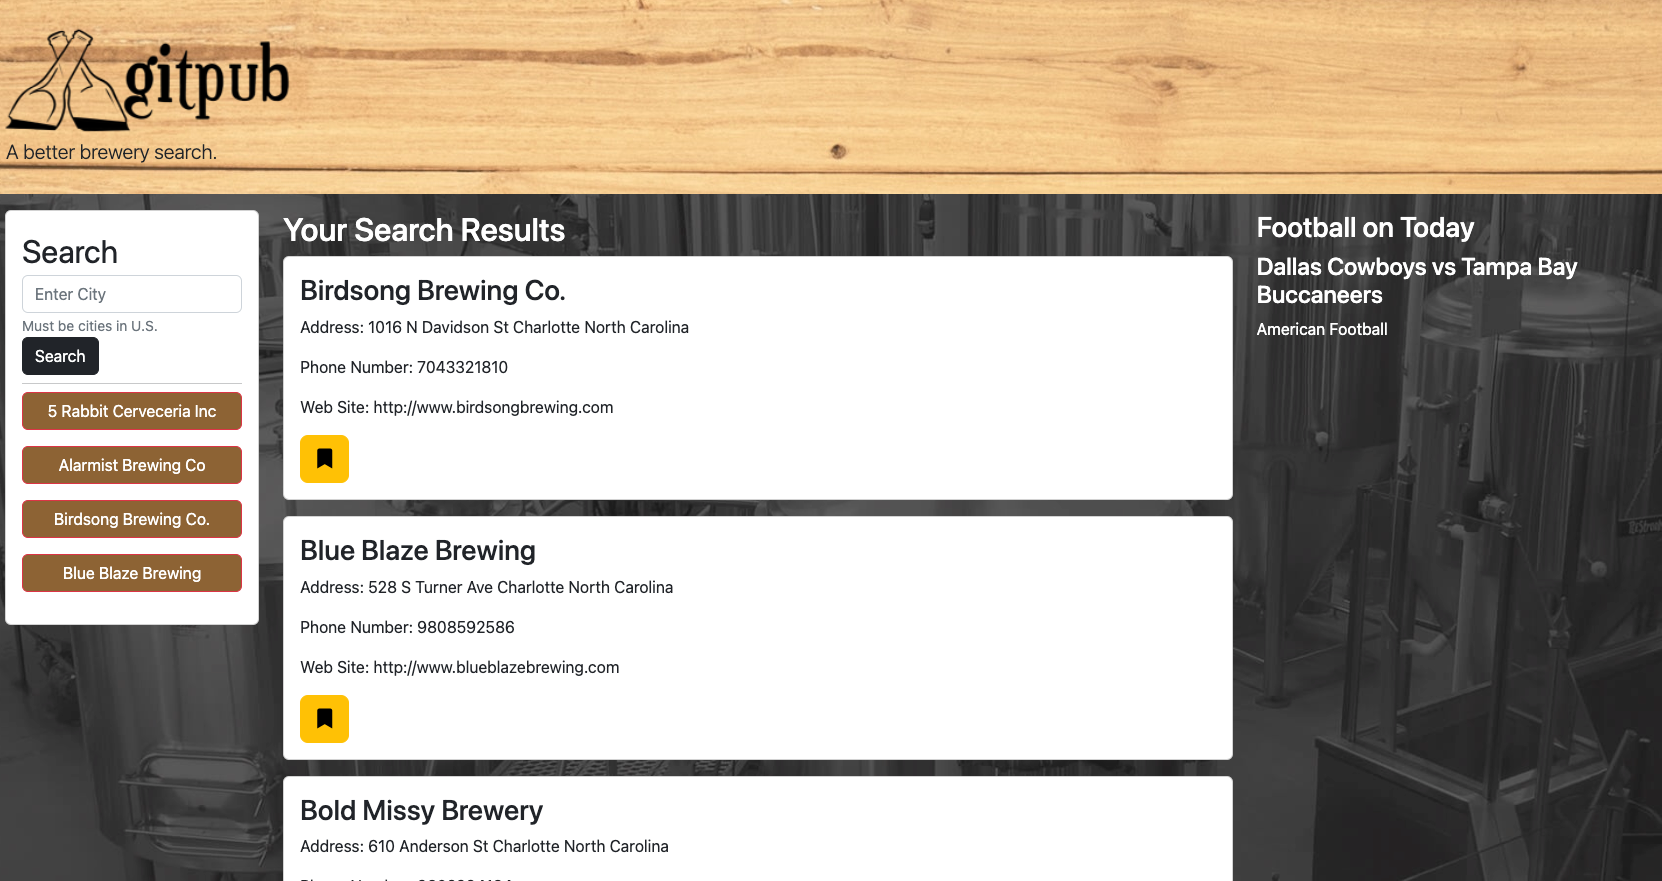 gitpub
A better brewery search.
Search
Enter City
Must be cities in U.S.
Search
5 Rabbit Cerveceria Inc
Alarmist Brewing Co
Birdsong Brewing Co.
Blue Blaze Brewing
Your Search Results
Birdsong Brewing Co.
Address: 1016 N Davidson St Charlotte North Carolina
Phone Number: 7043321810
Web Site: http://www.birdsongbrewing.com
Blue Blaze Brewing
Address: 528 S Turner Ave Charlotte North Carolina
Phone Number: 9808592586
Web Site: http://www.blueblazebrewing.com
Bold Missy Brewery
Address: 610 Anderson St Charlotte North Carolina
Football on Today
Dallas Cowboys vs Tampa Bay
Buccaneers
American Football